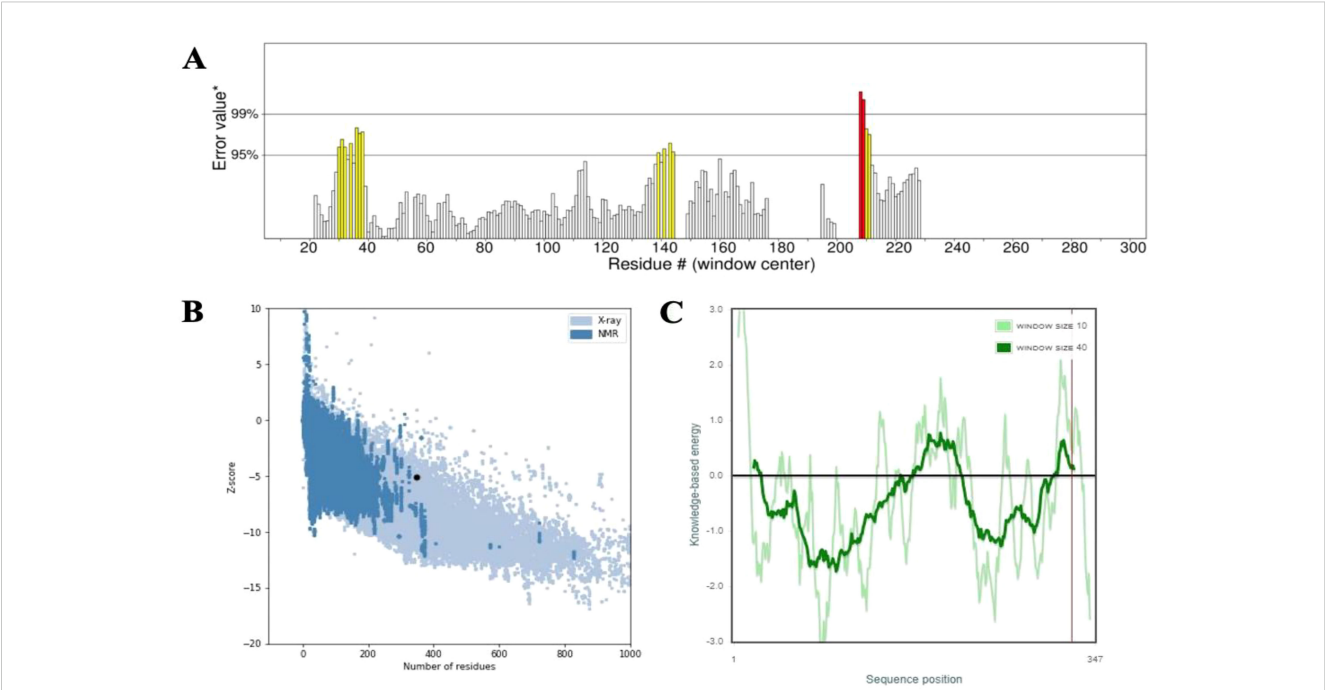 A
Error value*
99%
95%
20 40 60 80 100 120 140 160 180 200 220 240 260 280 300
Residue # (window center)
B
10
5
0
−5
−10
−15
−20
Z-score
X-ray
NMR
0 200 400 600 800 1000
Number of residues
C
3.0
2.0
1.0
0.0
-1.0
-2.0
-3.0
Knowledge-based energy
WINDOW SIZE 10
WINDOW SIZE 40
1 347
Sequence position